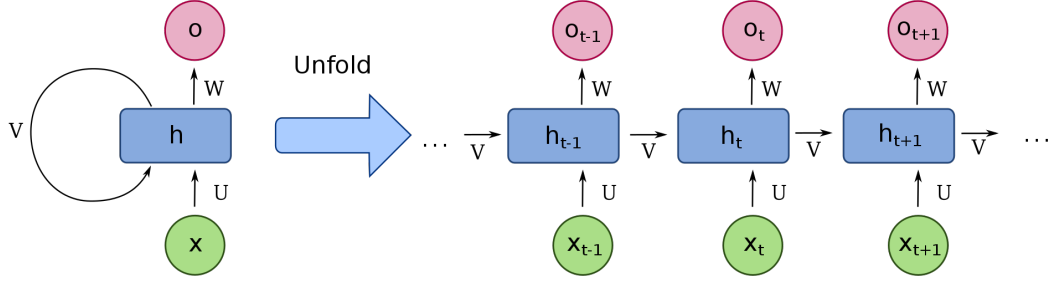 o
W
V
h
U
x
Unfold
...
V
o_{t-1}
W
h_{t-1}
U
x_{t-1}
V
o_t
W
h_t
U
x_t
V
o_{t+1}
W
h_{t+1}
U
x_{t+1}
V
...